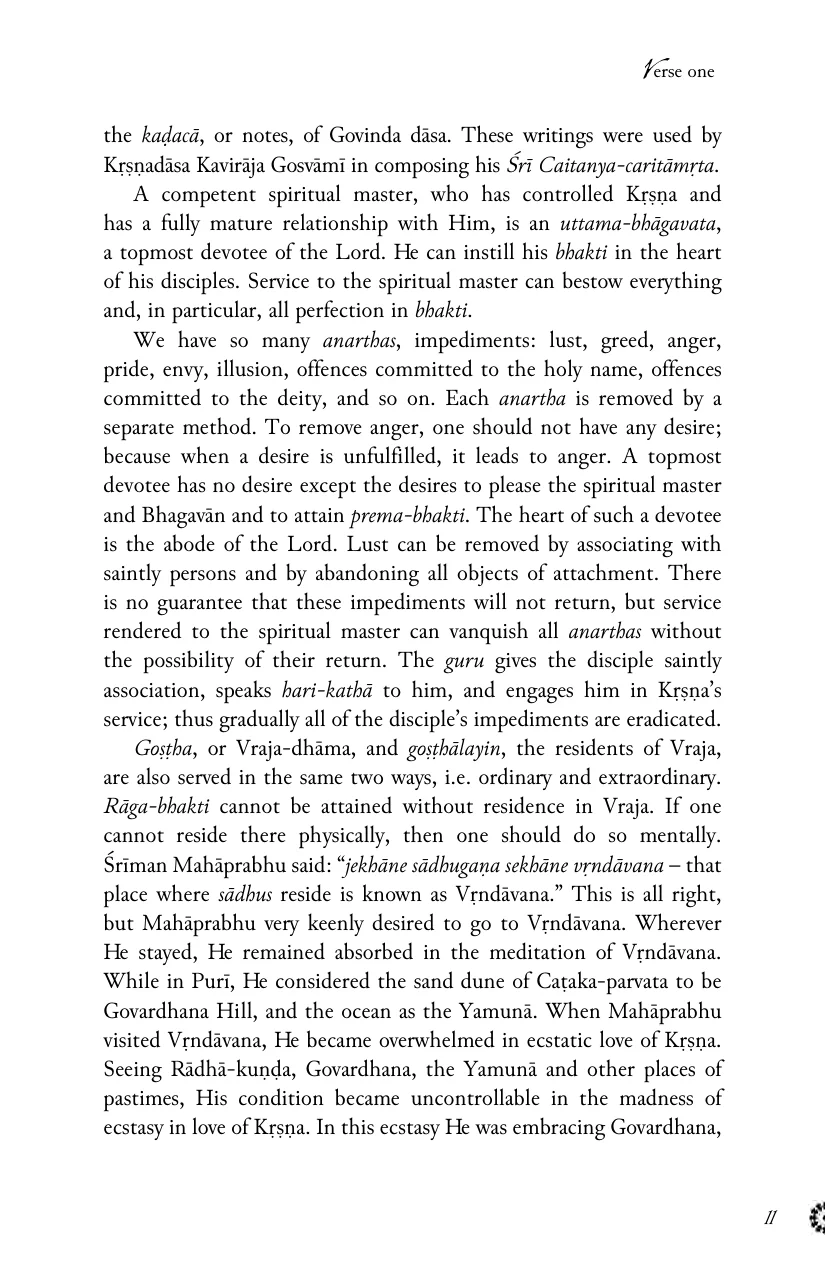 Verse one
the kaḍacā, or notes, of Govinda dāsa. These writings were used by
Kṛṣṇadāsa Kavirāja Gosvāmī in composing his Śrī Caitanya-caritāmṛta.
A competent spiritual master, who has controlled Kṛṣṇa and
has a fully mature relationship with Him, is an uttama-bhāgavata,
a topmost devotee of the Lord. He can instill his bhakti in the heart
of his disciples. Service to the spiritual master can bestow everything
and, in particular, all perfection in bhakti.
We have so many anarthas, impediments: lust, greed, anger,
pride, envy, illusion, offences committed to the holy name, offences
committed to the deity, and so on. Each anartha is removed by a
separate method. To remove anger, one should not have any desire;
because when a desire is unfulfilled, it leads to anger. A topmost
devotee has no desire except the desires to please the spiritual master
and Bhagavān and to attain prema-bhakti. The heart of such a devotee
is the abode of the Lord. Lust can be removed by associating with
saintly persons and by abandoning all objects of attachment. There
is no guarantee that these impediments will not return, but service
rendered to the spiritual master can vanquish all anarthas without
the possibility of their return. The guru gives the disciple saintly
association, speaks hari-kathā to him, and engages him in Kṛṣṇa’s
service; thus gradually all of the disciple’s impediments are eradicated.
Goṣṭha, or Vraja-dhāma, and goṣṭhālayin, the residents of Vraja,
are also served in the same two ways, i.e. ordinary and extraordinary.
Rāga-bhakti cannot be attained without residence in Vraja. If one
cannot reside there physically, then one should do so mentally.
Śrīman Mahāprabhu said: “jekhāne sādhugaṇa sekhāne vṛndāvana – that
place where sādhus reside is known as Vṛndāvana.” This is all right,
but Mahāprabhu very keenly desired to go to Vṛndāvana. Wherever
He stayed, He remained absorbed in the meditation of Vṛndāvana.
While in Purī, He considered the sand dune of Caṭaka-parvata to be
Govardhana Hill, and the ocean as the Yamunā. When Mahāprabhu
visited Vṛndāvana, He became overwhelmed in ecstatic love of Kṛṣṇa.
Seeing Rādhā-kuṇḍa, Govardhana, the Yamunā and other places of
pastimes, His condition became uncontrollable in the madness of
ecstasy in love of Kṛṣṇa. In this ecstasy He was embracing Govardhana,
11